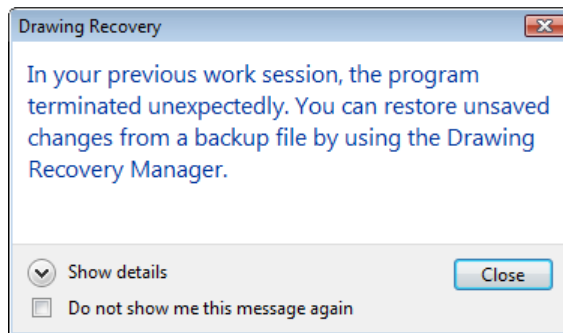 Drawing Recovery
In your previous work session, the program
terminated unexpectedly. You can restore unsaved
changes from a backup file by using the Drawing
Recovery Manager.
Show details
Close
Do not show me this message again